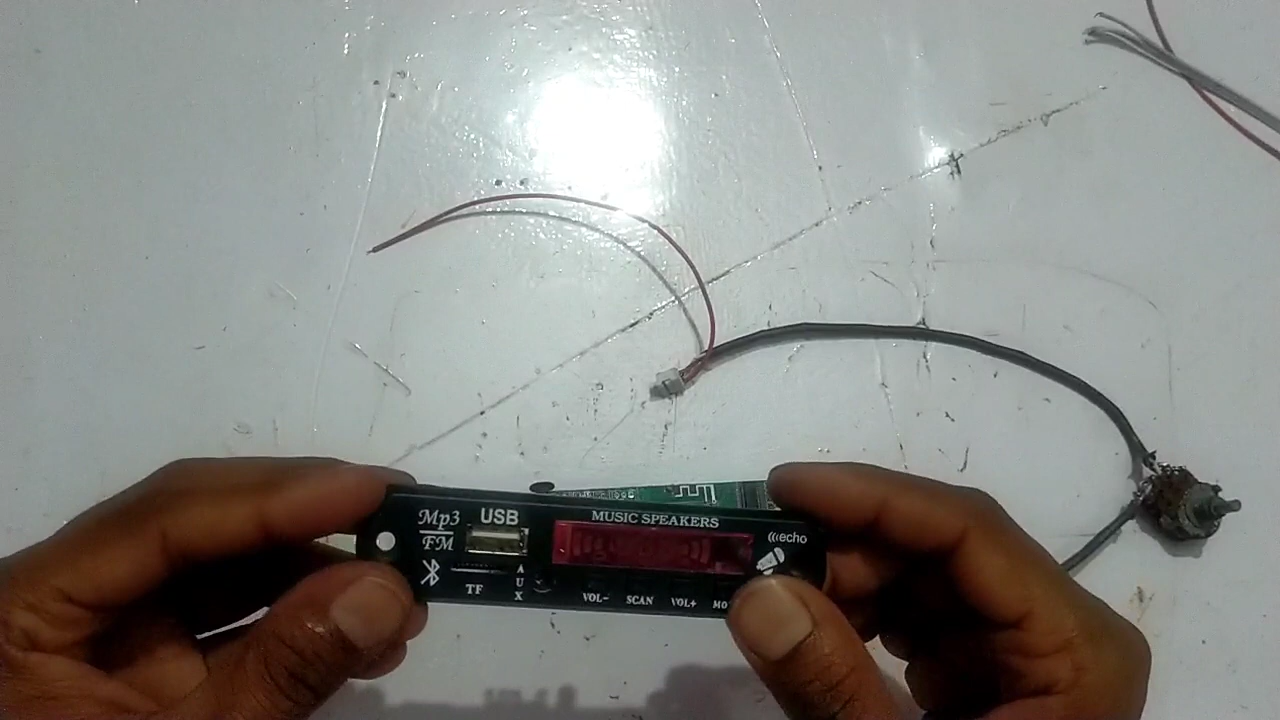 Mp3
FM
USB
MUSIC SPEAKERS
echo
TF
AUX
VOL-
SCAN
VOL+